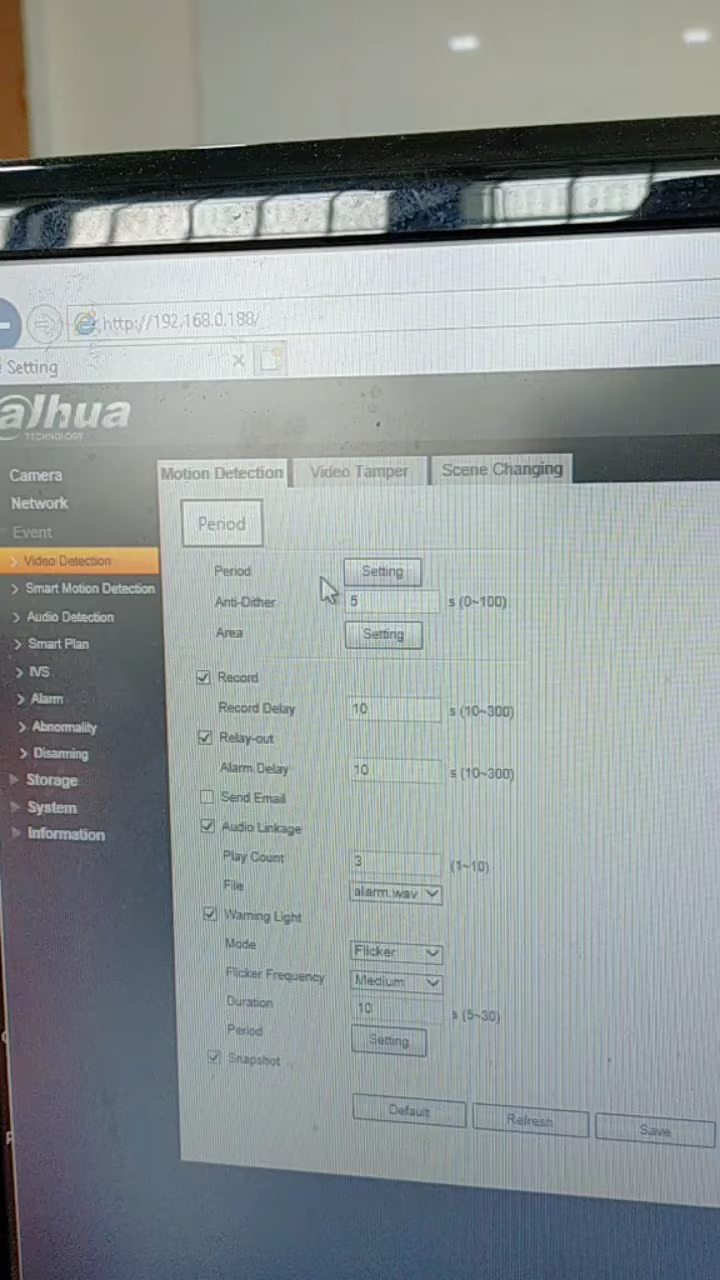 http://192.168.0.188/
Setting
alhua
TECHNOLOGY
Camera
Network
Event
Video Detection
Smart Motion Detection
Audio Detection
Smart Plan
IVS
Alarm
Abnormality
Disarming
Storage
System
Information
Motion Detection Video Tamper Scene Changing
Period
Period Setting
Anti-Dither 5 s (0~100)
Area Setting
Record
Record Delay 10 s (10~300)
Relay-out
Alarm Delay 10 s (10~300)
Send Email
Audio Linkage
Play Count 3 (1~10)
File alarm.wav
Warning Light
Mode Flicker
Flicker Frequency Medium
Duration 10 s (5~30)
Period Setting
Snapshot
Default Refresh Save